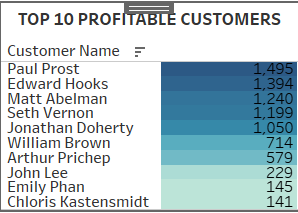 TOP 10 PROFITABLE CUSTOMERS
Customer Name
Paul Prost 1,495
Edward Hooks 1,394
Matt Abelman 1,240
Seth Vernon 1,199
Jonathan Doherty 1,050
William Brown 714
Arthur Prichep 579
John Lee 229
Emily Phan 145
Chloris Kastensmidt 141